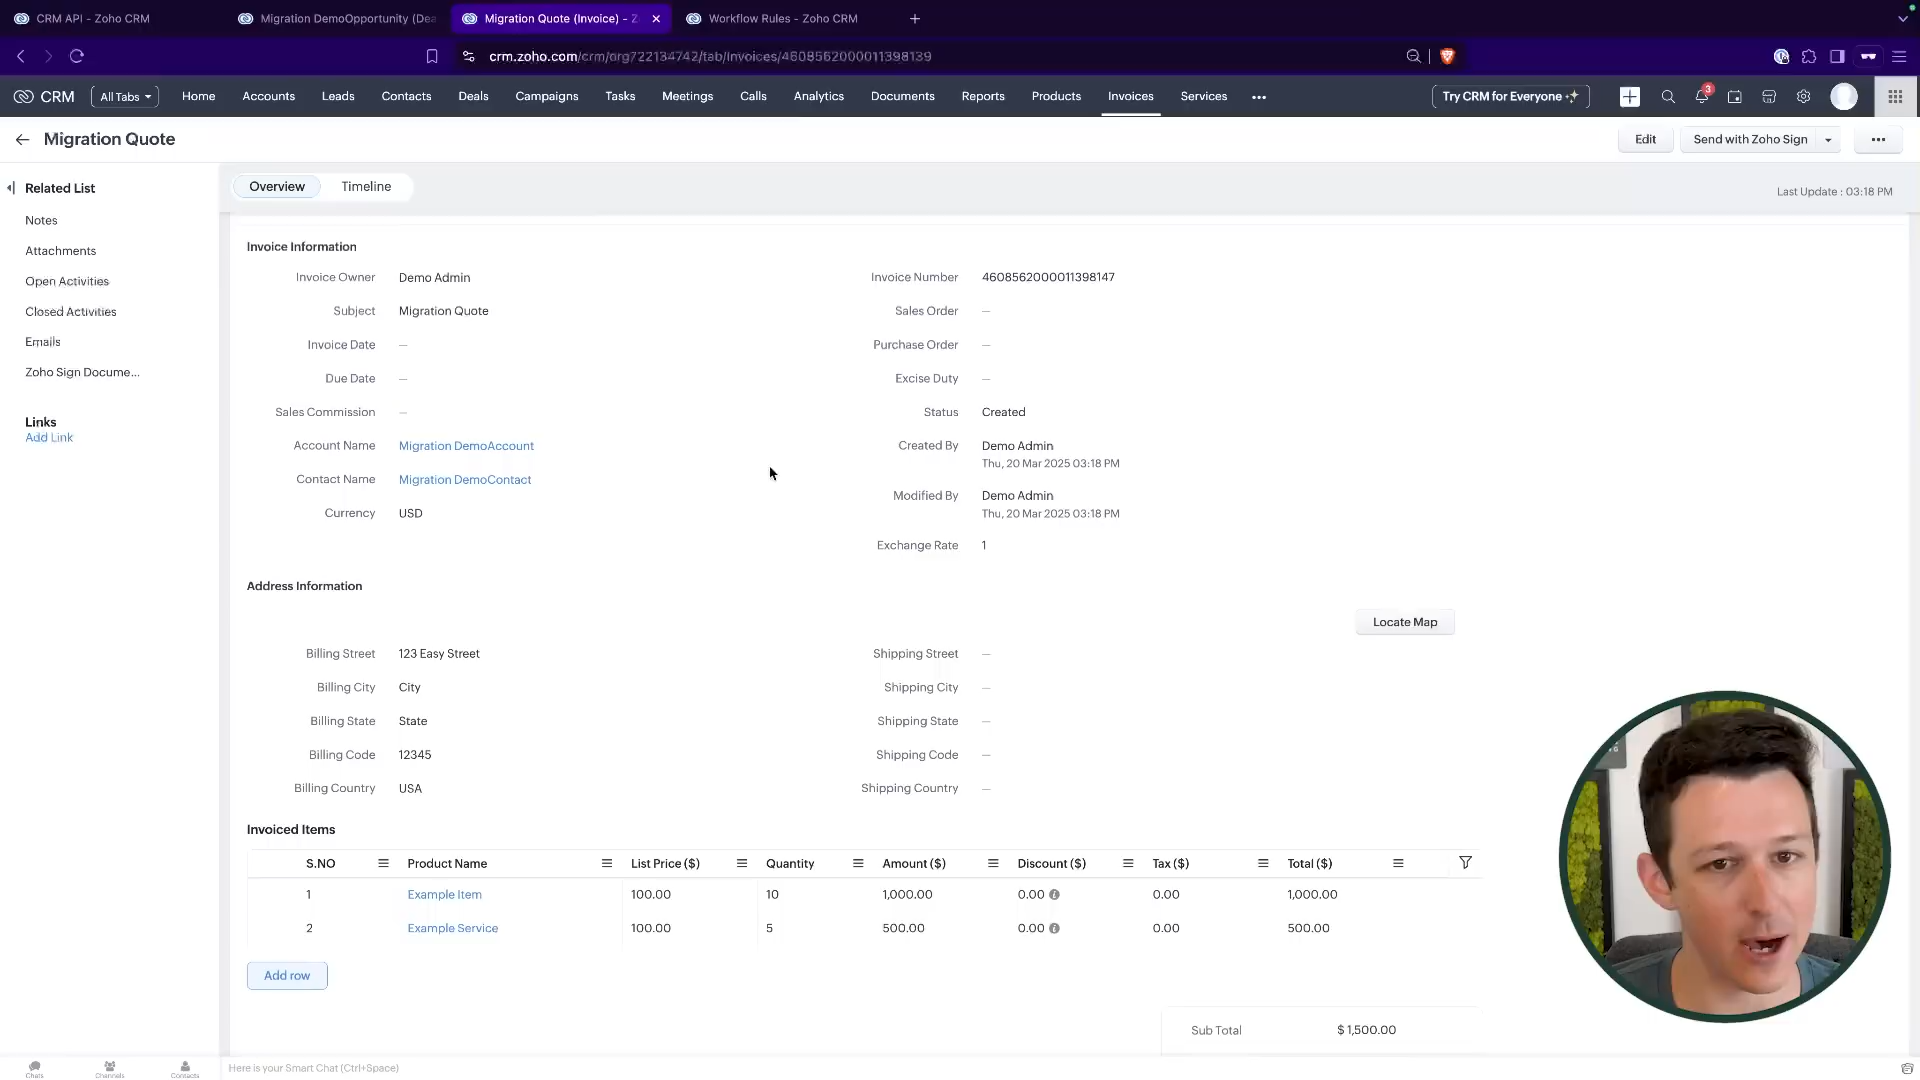 CRM API - Zoho CRM
Migration DemoOpportunity (Dea
Migration Quote (Invoice) - Z
Workflow Rules - Zoho CRM
crm.zoho.com/crm/org722134742/tab/Invoices/4608562000011398139
CRM
All Tabs
Home
Accounts
Leads
Contacts
Deals
Campaigns
Tasks
Meetings
Calls
Analytics
Documents
Reports
Products
Invoices
Services
Try CRM for Everyone
3
Migration Quote
Edit
Send with Zoho Sign
Related List
Overview
Timeline
Last Update : 03:18 PM
Notes
Attachments
Open Activities
Closed Activities
Emails
Zoho Sign Docume...
Links
Add Link
Invoice Information
Invoice Owner Demo Admin
Invoice Number 4608562000011398147
Subject Migration Quote
Sales Order —
Invoice Date —
Purchase Order —
Due Date —
Excise Duty —
Sales Commission —
Status Created
Account Name Migration DemoAccount
Created By Demo Admin
Thu, 20 Mar 2025 03:18 PM
Contact Name Migration DemoContact
Modified By Demo Admin
Thu, 20 Mar 2025 03:18 PM
Currency USD
Exchange Rate 1
Address Information
Locate Map
Billing Street 123 Easy Street
Shipping Street —
Billing City City
Shipping City —
Billing State State
Shipping State —
Billing Code 12345
Shipping Code —
Billing Country USA
Shipping Country —
Invoiced Items
S.NO Product Name List Price ($) Quantity Amount ($) Discount ($) Tax ($) Total ($)
1 Example Item 100.00 10 1,000.00 0.00 0.00 1,000.00
2 Example Service 100.00 5 500.00 0.00 0.00 500.00
Add row
Sub Total $ 1,500.00
Chats
Channels
Contacts
Here is your Smart Chat (Ctrl+Space)